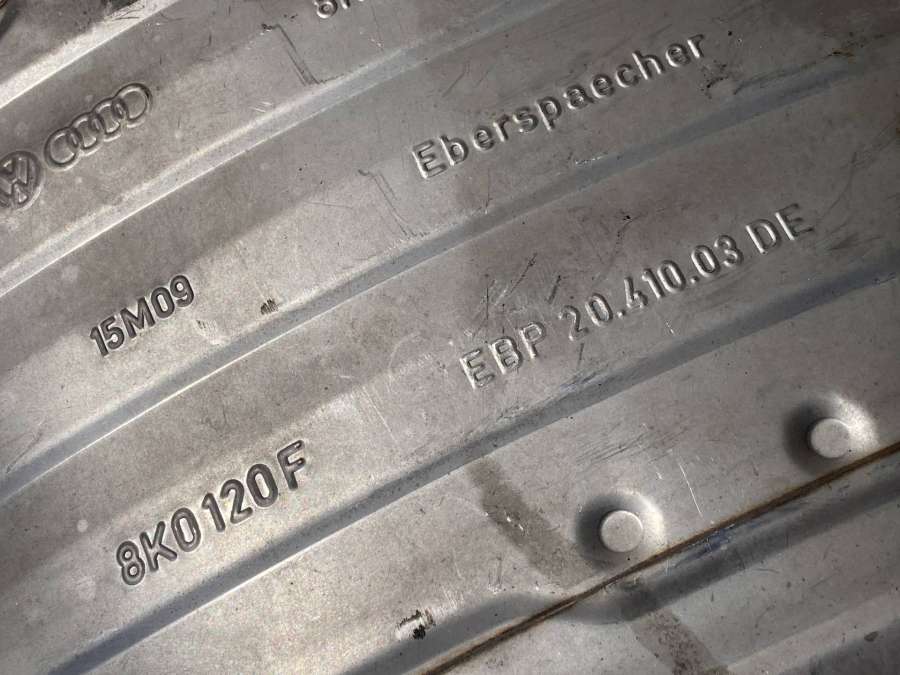 Eberspaecher
15M09
EBP 20.410.03 DE
8K0120F